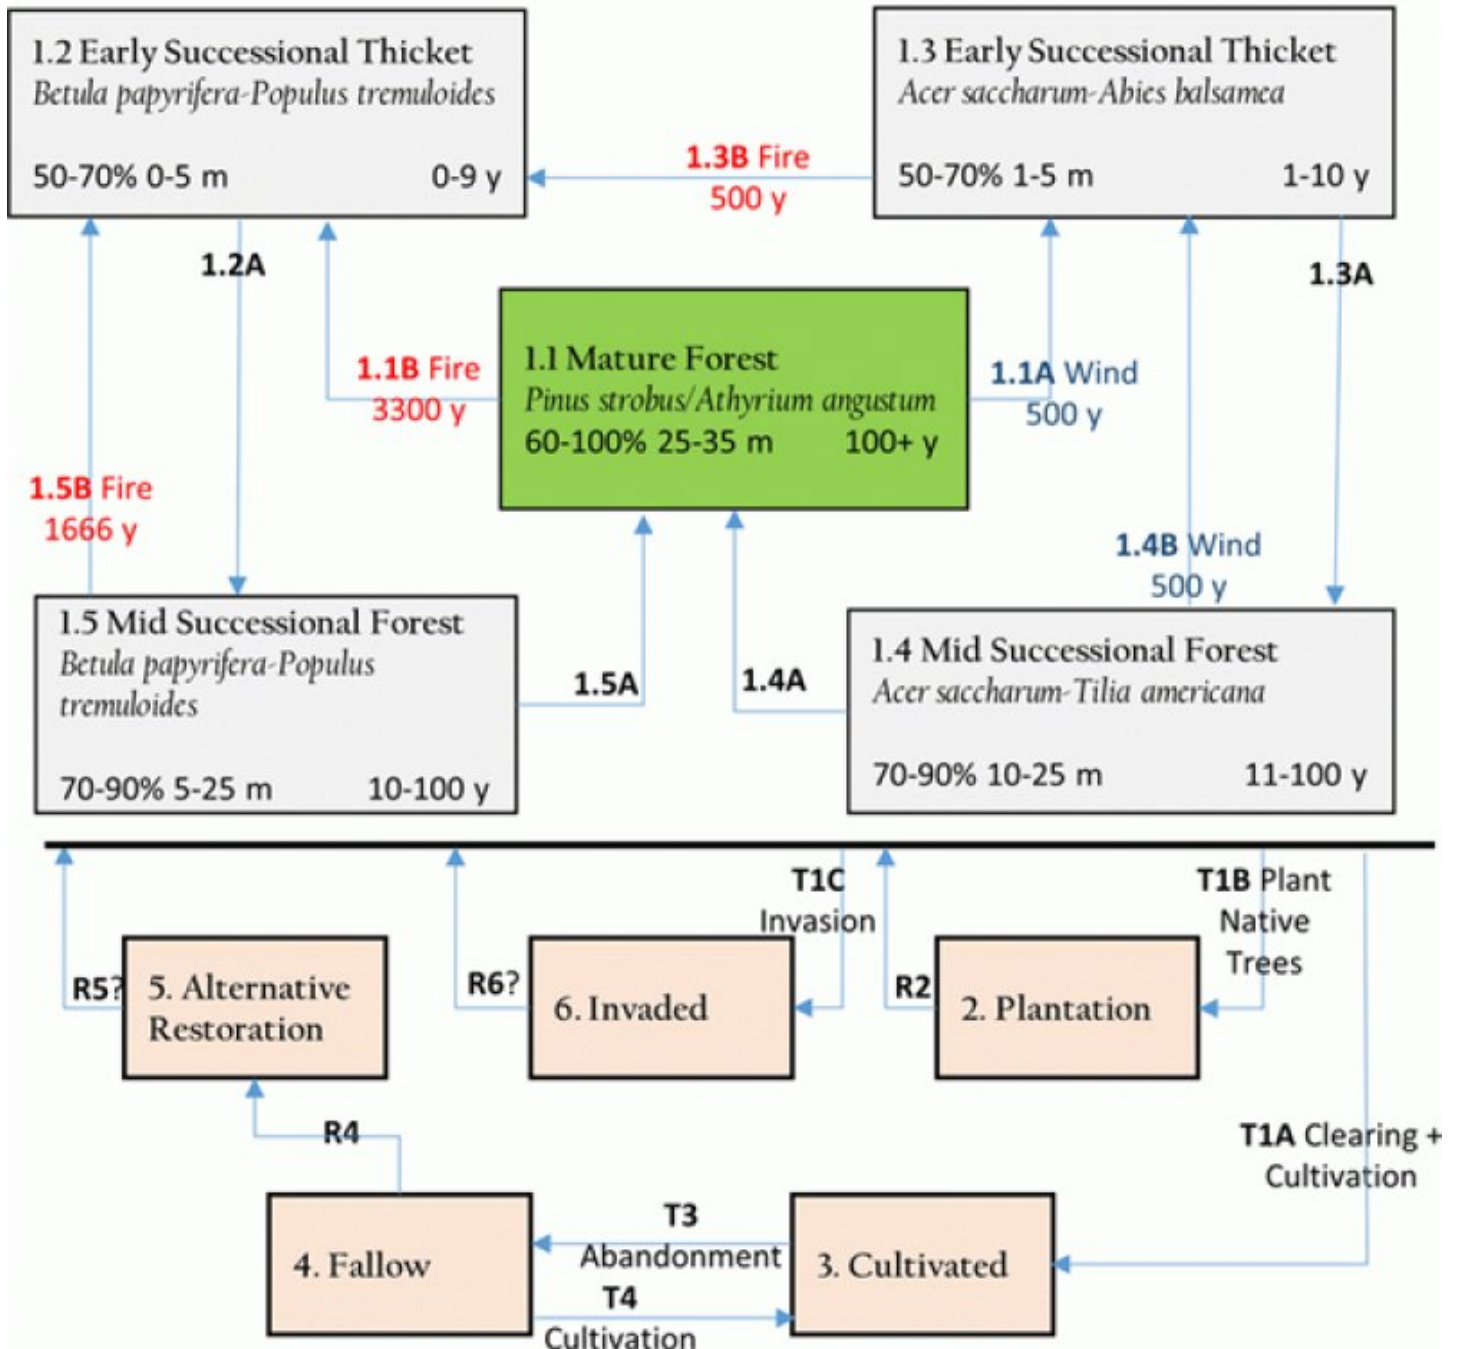 1.2 Early Successional Thicket
Betula papyrifera-Populus tremuloides
50-70% 0-5 m 0-9 y
1.3 Early Successional Thicket
Acer saccharum-Abies balsamea
50-70% 1-5 m 1-10 y
1.3B Fire
500 y
1.2A
1.3A
1.1 Mature Forest
Pinus strobus/Athyrium angustum
60-100% 25-35 m 100+ y
1.1B Fire
3300 y
1.1A Wind
500 y
1.5B Fire
1666 y
1.4B Wind
500 y
1.5 Mid Successional Forest
Betula papyrifera-Populus
tremuloides
70-90% 5-25 m 10-100 y
1.5A
1.4A
1.4 Mid Successional Forest
Acer saccharum-Tilia americana
70-90% 10-25 m 11-100 y
T1C
Invasion
T1B Plant
Native
Trees
R5?
5. Alternative
Restoration
R6?
6. Invaded
R2
2. Plantation
R4
T1A Clearing +
Cultivation
4. Fallow
T3
Abandonment
T4
Cultivation
3. Cultivated